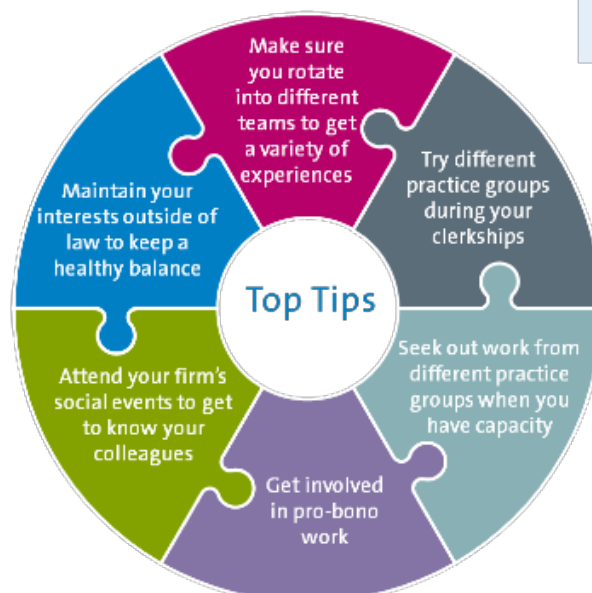 Make sure
you rotate
into different
teams to get
a variety of
experiences
Try different
practice groups
during your
clerkships
Seek out work from
different practice
groups when you
have capacity
Get involved
in pro-bono
work
Attend your firm's
social events to get
to know your
colleagues
Maintain your
interests outside of
law to keep a
healthy balance
Top Tips